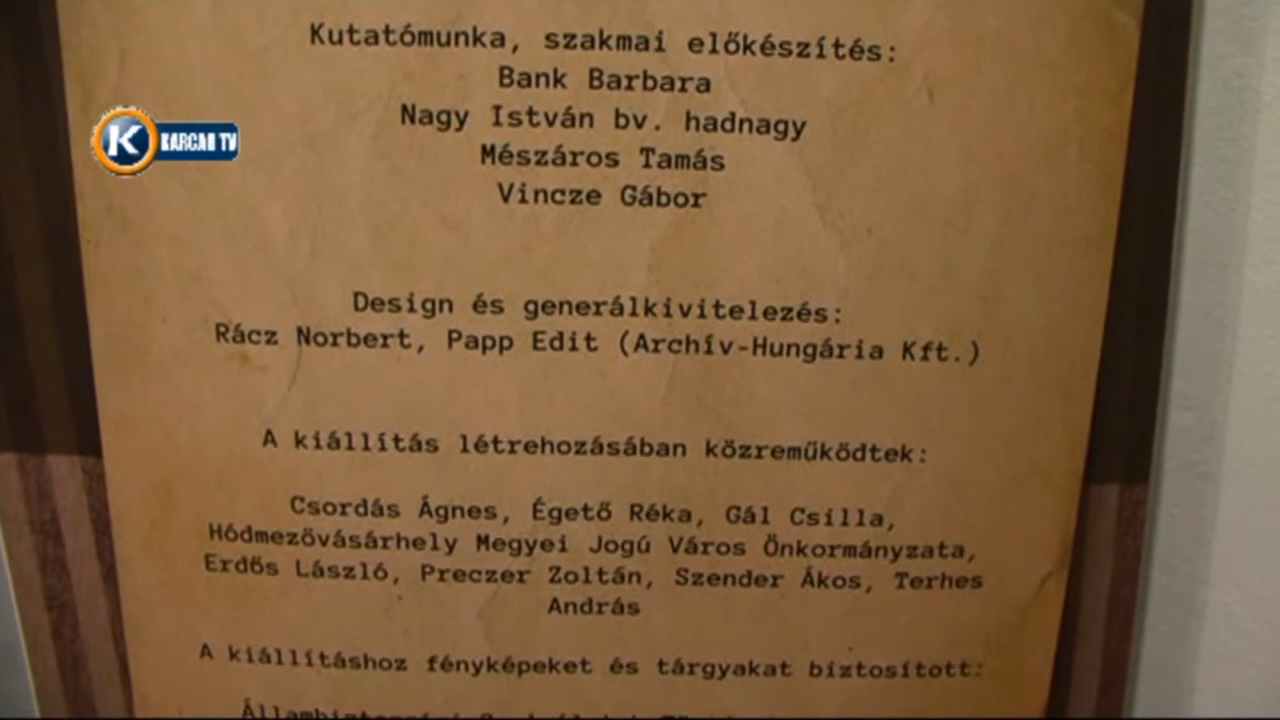 Kutatómunka, szakmai előkészítés:
Bank Barbara
Nagy István bv. hadnagy
Mészáros Tamás
Vincze Gábor
K KARCAG TV
Design és generálkivitelezés:
Rácz Norbert, Papp Edit (Archív-Hungária Kft.)
A kiállítás létrehozásában közreműködtek:
Csordás Ágnes, Égető Réka, Gál Csilla,
Hódmezővásárhely Megyei Jogú Város Önkormányzata,
Erdős László, Preczer Zoltán, Szender Ákos, Terhes
András
A kiállításhoz fényképeket és tárgyakat biztosított: